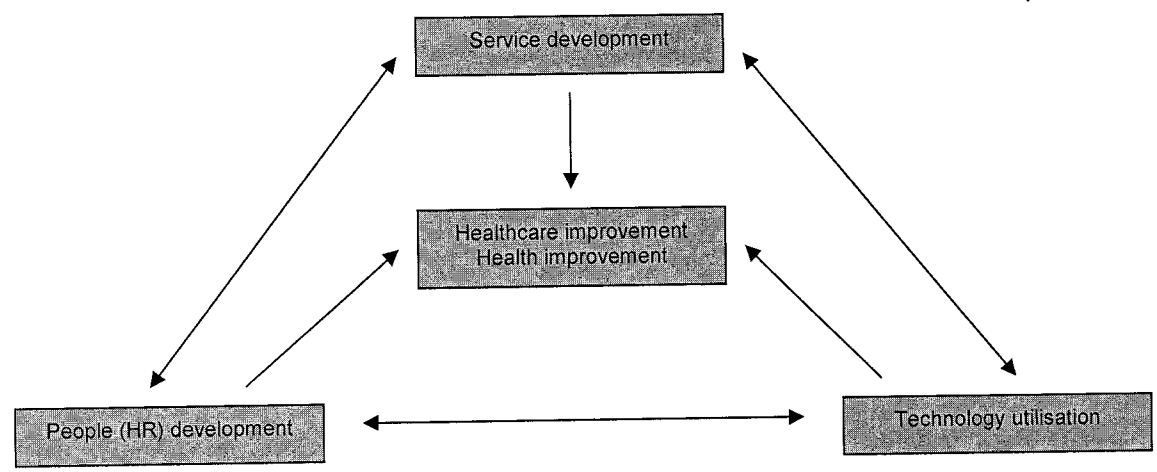 Service development
Healthcare improvement
Health improvement
People (HR) development
Technology utilisation